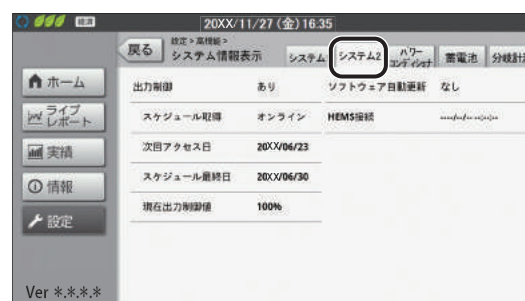 経済 20XX/11/27 (金) 16:35
戻る
設定 > 高機能 >
システム情報表示
システム
システム2
パワーコンディショナ
蓄電池
分岐計
ホーム
ライブレポート
実績
情報
設定
出力制御 あり
スケジュール取得 オンライン
次回アクセス日 20XX/06/23
スケジュール最終日 20XX/06/30
現在出力制御値 100%
ソフトウェア自動更新 なし
HEMS接続 ----/--/-- --:--:--
Ver *.*.*.*